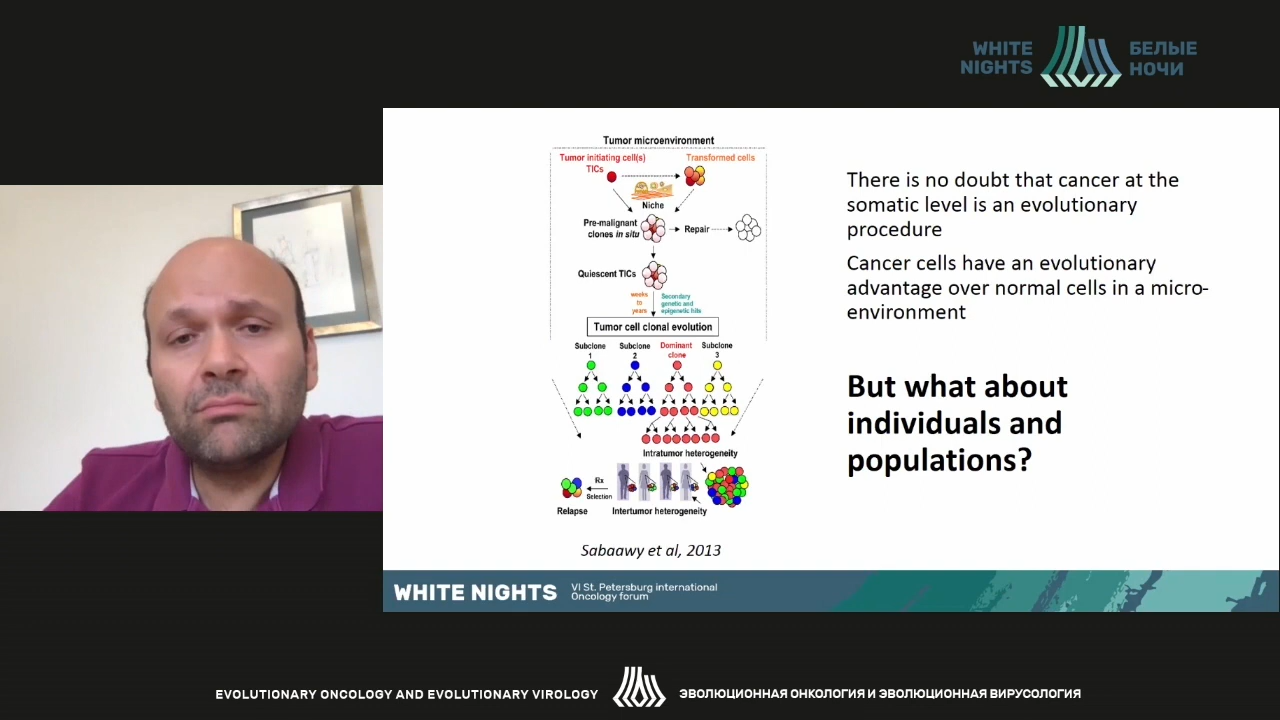 WHITE
NIGHTS
БЕЛЫЕ
НОЧИ
Tumor microenvironment
Tumor initiating cell(s)
TICs
Transformed cells
Niche
Pre-malignant
clones in situ
Repair
Quiescent TICs
weeks
to
years
Secondary
genetic and
epigenetic hits
Tumor cell clonal evolution
Subclone
1
Subclone
2
Dominant
clone
Subclone
3
Intratumor heterogeneity
Rx
Selection
Relapse
Intertumor heterogeneity
Sabaawy et al, 2013
There is no doubt that cancer at the
somatic level is an evolutionary
procedure
Cancer cells have an evolutionary
advantage over normal cells in a micro-
environment
But what about
individuals and
populations?
WHITE NIGHTS
VI St. Petersburg international
Oncology forum
EVOLUTIONARY ONCOLOGY AND EVOLUTIONARY VIROLOGY
ЭВОЛЮЦИОННАЯ ОНКОЛОГИЯ И ЭВОЛЮЦИОННАЯ ВИРУСОЛОГИЯ